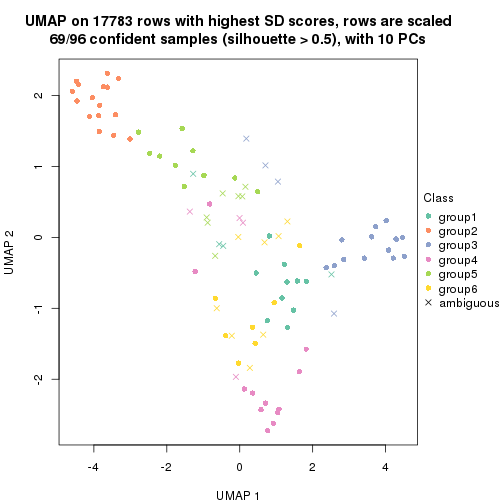 UMAP on 17783 rows with highest SD scores, rows are scaled
69/96 confident samples (silhouette > 0.5), with 10 PCs
2
1
0
-1
-2
UMAP 2
-4
-2
0
2
4
UMAP 1
Class
group1
group2
group3
group4
group5
group6
ambiguous